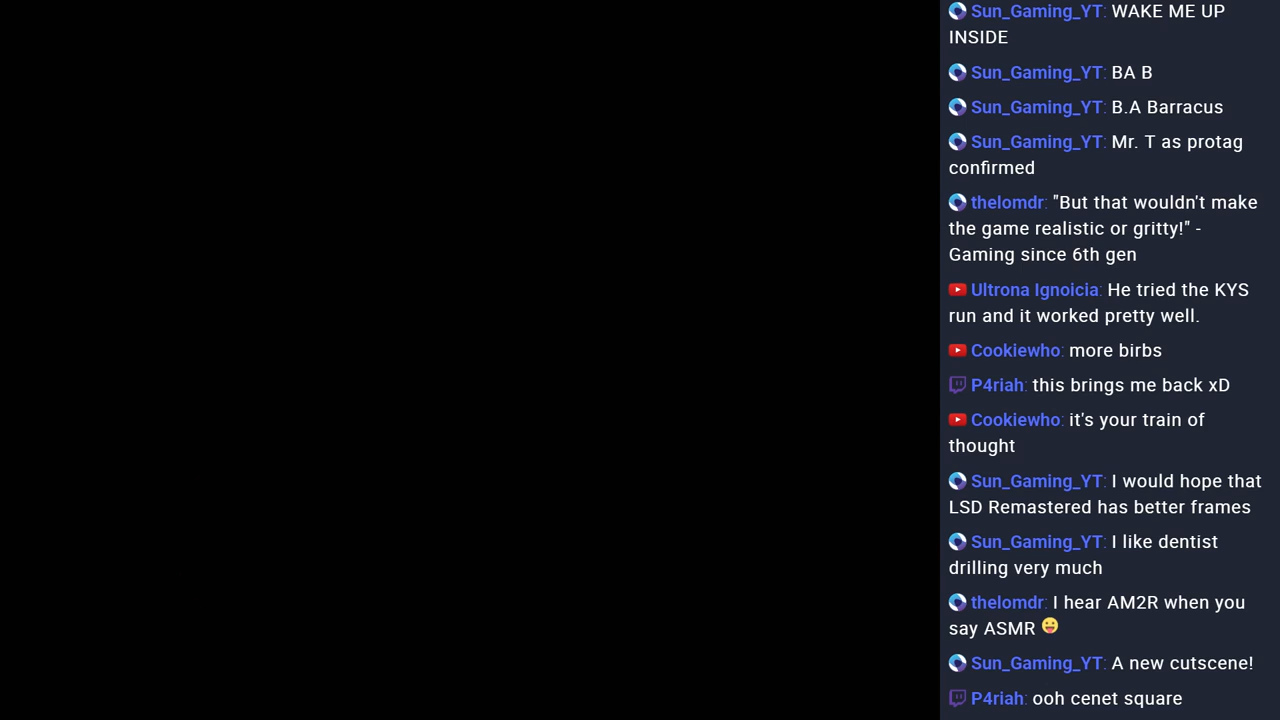 Sun_Gaming_YT: WAKE ME UP
INSIDE
Sun_Gaming_YT: BA B
Sun_Gaming_YT: B.A Barracus
Sun_Gaming_YT: Mr. T as protag
confirmed
thelomdr: "But that wouldn't make
the game realistic or gritty!" -
Gaming since 6th gen
Ultrona Ignoicia: He tried the KYS
run and it worked pretty well.
Cookiewho: more birbs
P4riah: this brings me back xD
Cookiewho: it's your train of
thought
Sun_Gaming_YT: I would hope that
LSD Remastered has better frames
Sun_Gaming_YT: I like dentist
drilling very much
thelomdr: I hear AM2R when you
say ASMR 😛
Sun_Gaming_YT: A new cutscene!
P4riah: ooh cenet square